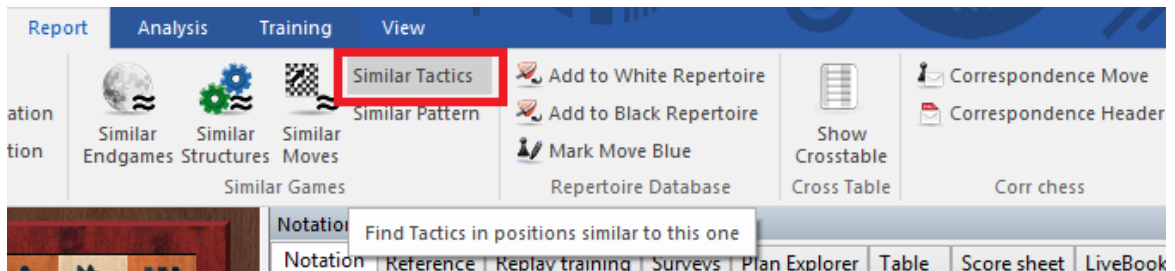 Report Analysis Training View
Similar Tactics
Similar Pattern
Add to White Repertoire
Add to Black Repertoire
Mark Move Blue
Correspondence Move
Correspondence Header
ation
tion
Similar Endgames
Similar Structures
Similar Moves
Show Crosstable
Similar Games
Repertoire Database
Cross Table
Corr chess
Notation
Find Tactics in positions similar to this one
Notation Reference Replay training Surveys Plan Explorer Table Score sheet LiveBook